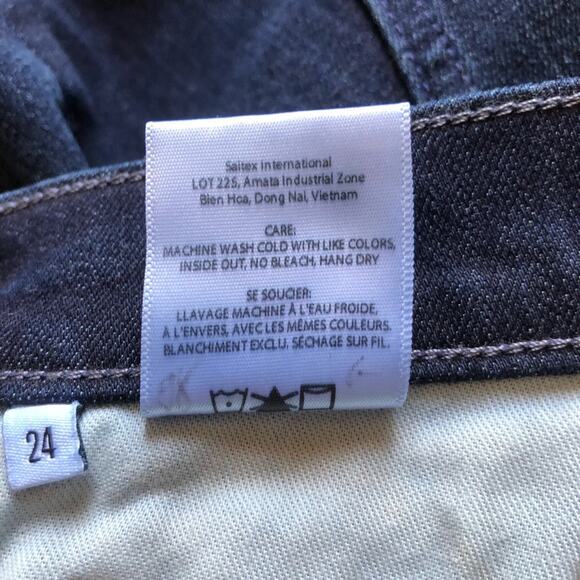 Saitex International
LOT 225, Amata Industrial Zone
Bien Hoa, Dong Nai, Vietnam
CARE:
MACHINE WASH COLD WITH LIKE COLORS,
INSIDE OUT, NO BLEACH, HANG DRY
SE SOUCIER:
LLAVAGE MACHINE À L'EAU FROIDE,
À L'ENVERS, AVEC LES MÊMES COULEURS.
BLANCHIMENT EXCLU. SÉCHAGE SUR FIL.
24